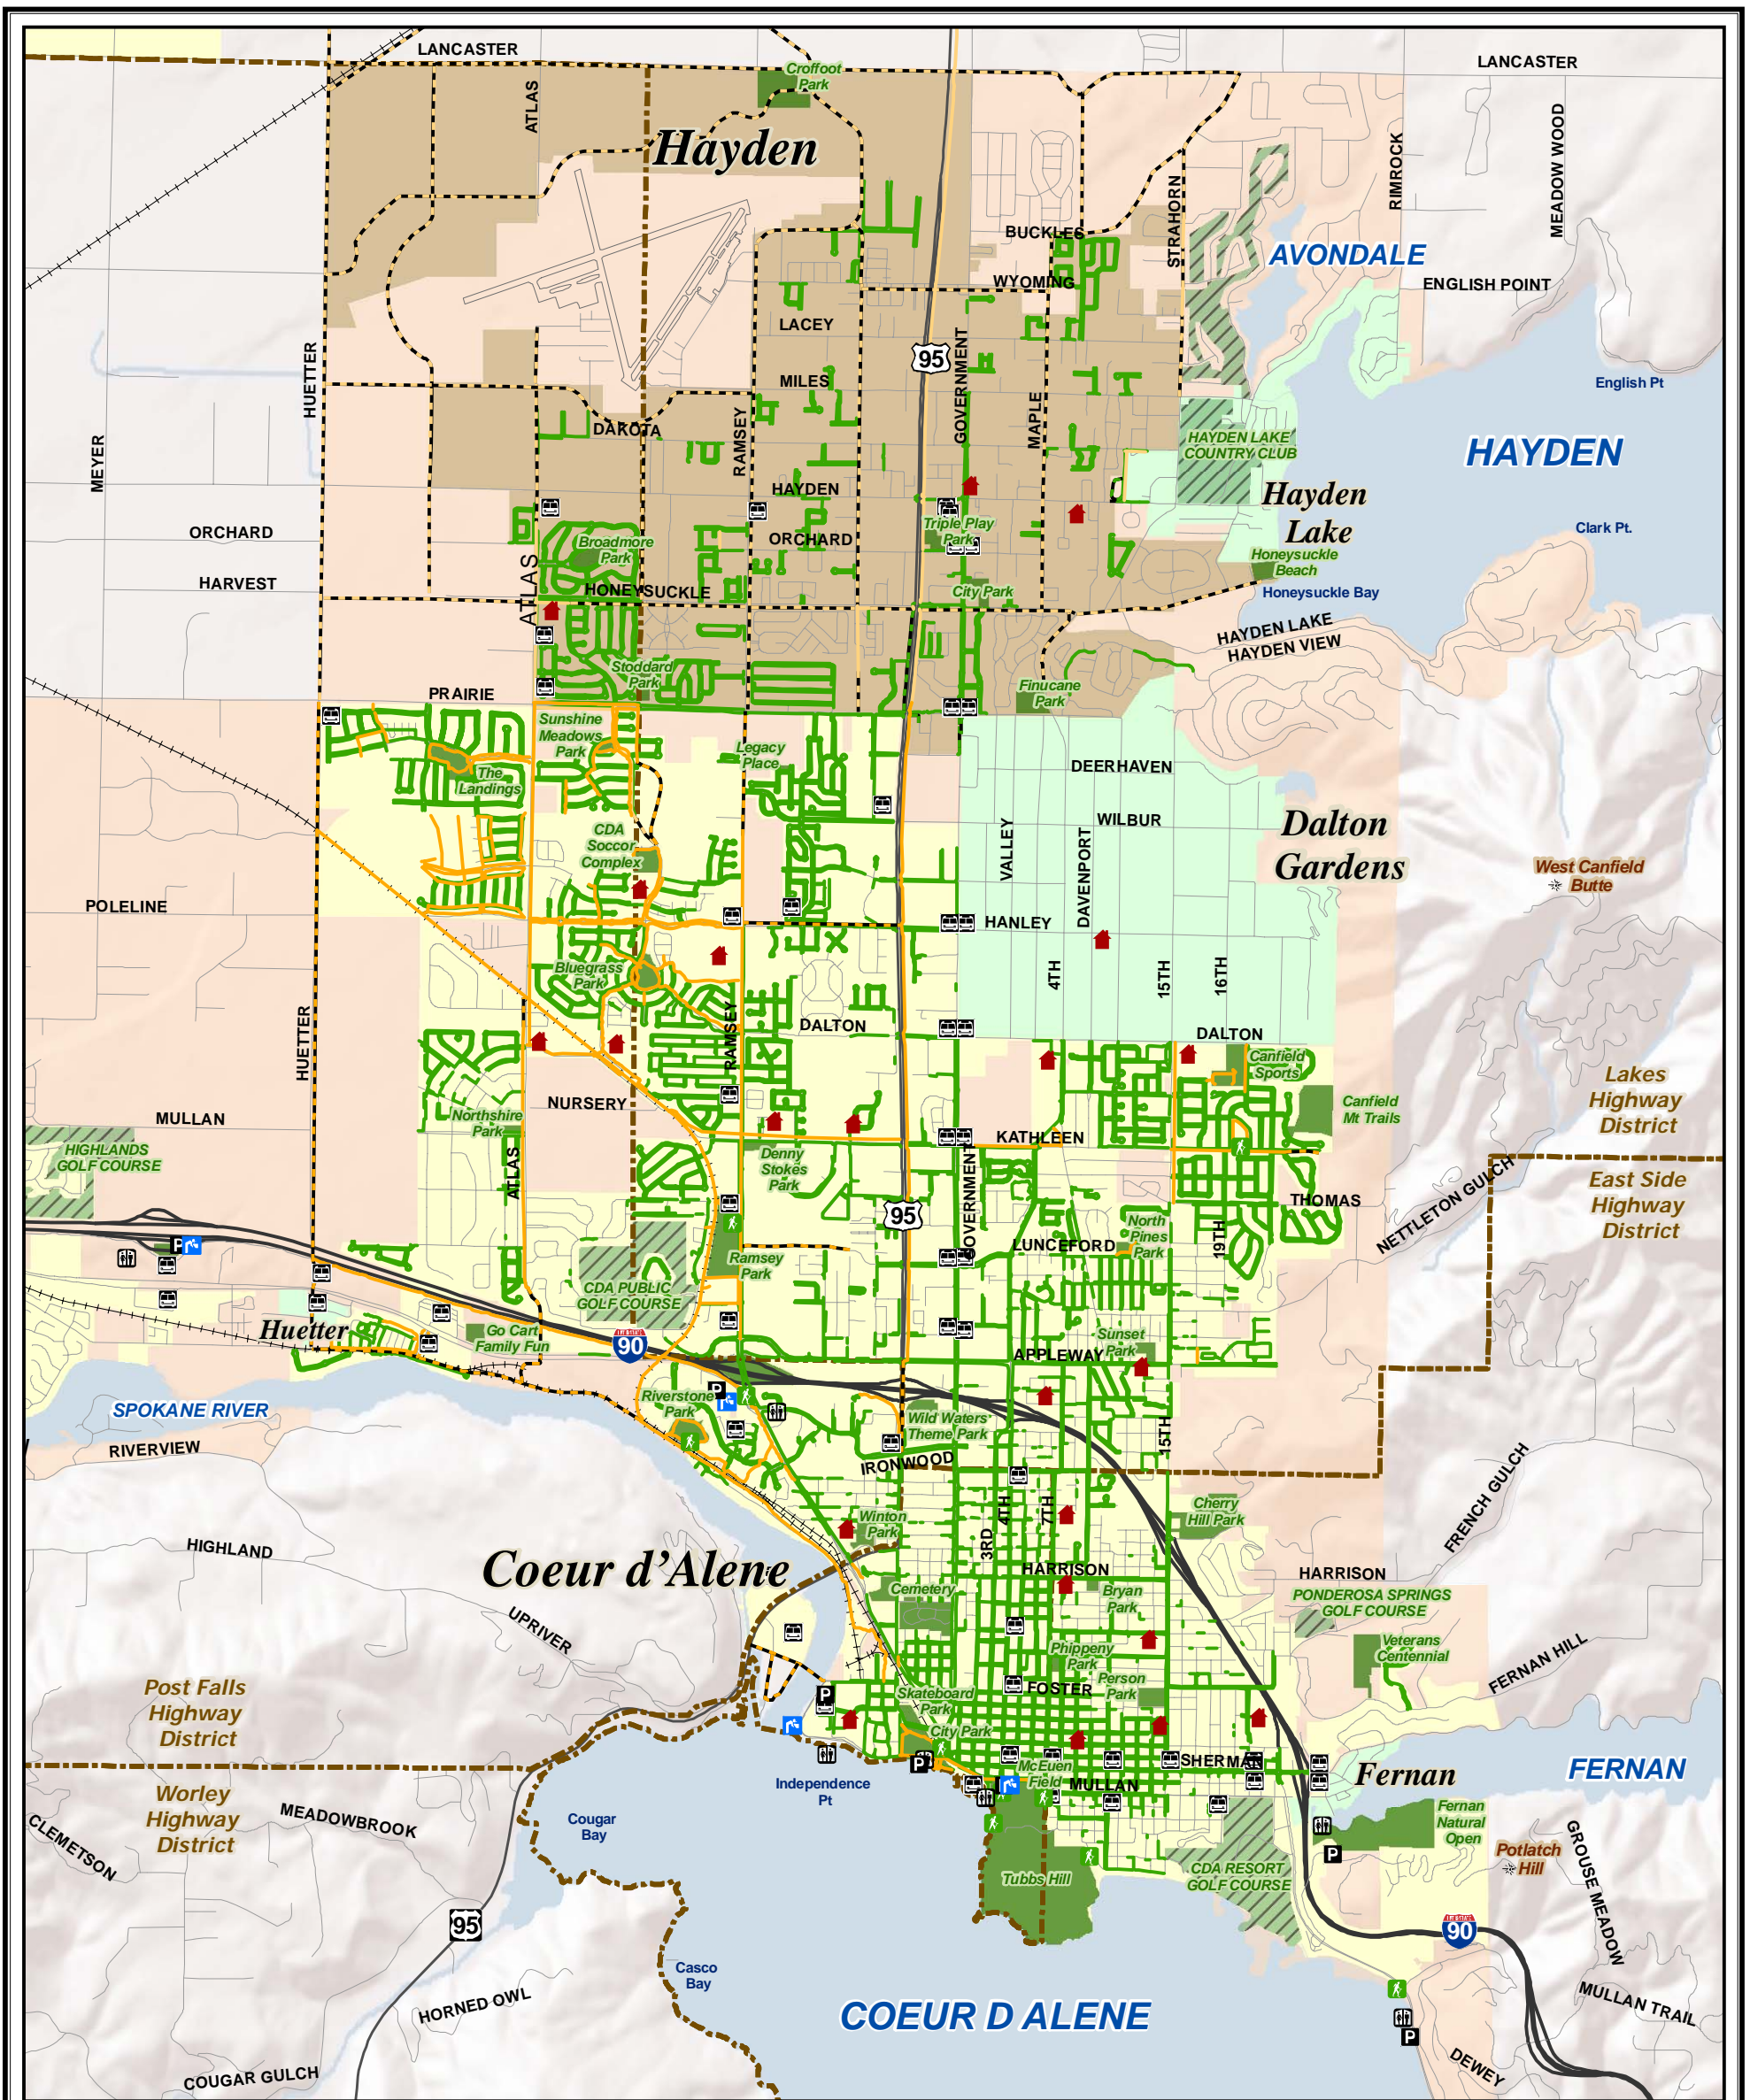 LANCASTER
LANCASTER
Croffoot
Park
ATLAS
MEADOW WOOD
Hayden
RIMROCK
STRAHORN
BUCKLES
AVONDALE
WYOMING
ENGLISH POINT
LACEY
HUETTER
95
GOVERNMENT
MILES
English Pt
MAPLE
RAMSEY
DAKOTA
MEYER
HAYDEN LAKE
COUNTRY CLUB
HAYDEN
HAYDEN
Hayden
Lake
ORCHARD
Triple Play
Park
Clark Pt.
ORCHARD
Broadmore
Park
Honeysuckle
Beach
HARVEST
ATLAS
HONEYSUCKLE
City Park
Honeysuckle Bay
HAYDEN LAKE
HAYDEN VIEW
Stoddard
Park
PRAIRIE
Finucane
Park
Sunshine
Meadows
Park
Legacy
Place
The
Landings
DEERHAVEN
WILBUR
Dalton
Gardens
CDA
Soccor
Complex
VALLEY
DAVENPORT
West Canfield
Butte
POLELINE
HANLEY
Bluegrass
Park
4TH
15TH
16TH
HUETTER
RAMSEY
DALTON
DALTON
Canfield
Sports
Lakes
Highway
District
NURSERY
Northshire
Park
Canfield
Mt Trails
MULLAN
KATHLEEN
HIGHLANDS
GOLF COURSE
Denny
Stokes
Park
ATLAS
GOVERNMENT
NETTLETON GULCH
East Side
Highway
District
THOMAS
95
North
Pines
Park
LUNCEFORD
19TH
Ramsey
Park
CDA PUBLIC
GOLF COURSE
Huetter
Go Cart
Family Fun
90
Sunset
Park
APPLEWAY
SPOKANE RIVER
Riverstone
Park
Wild Waters
Theme Park
RIVERVIEW
15TH
IRONWOOD
FRENCH GULCH
4TH
7TH
3RD
Cherry
Hill Park
Winton
Park
HIGHLAND
Coeur d'Alene
HARRISON
HARRISON
Cemetery
Bryan
Park
PONDEROSA SPRINGS
GOLF COURSE
UPRIVER
Phippeny
Park
Veterans
Centennial
FERNAN HILL
Person
Park
FOSTER
Post Falls
Highway
District
Skateboard
Park
City Park
SHERMAN
Fernan
FERNAN
McEuen
Field
MULLAN
Independence
Pt
Worley
Highway
District
MEADOWBROOK
Cougar
Bay
CLEMETSON
Fernan
Natural
Open
Potlatch
Hill
GROUSE MEADOW
Tubbs Hill
CDA RESORT
GOLF COURSE
95
90
Casco
Bay
HORNED OWL
COEUR D ALENE
MULLAN TRAIL
DEWEY
COUGAR GULCH